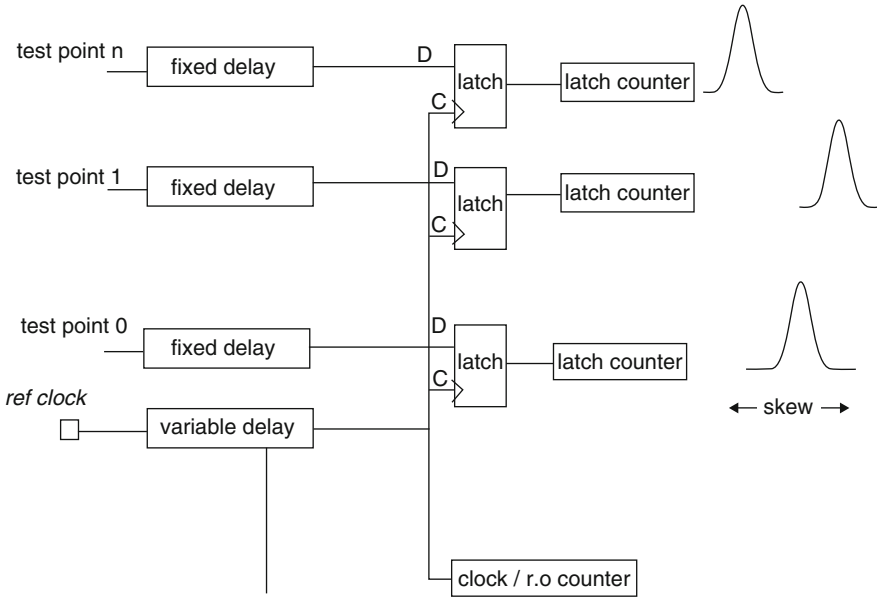 test point n
fixed delay
D
C
latch
latch counter
test point 1
fixed delay
D
C
latch
latch counter
test point 0
fixed delay
D
C
latch
latch counter
skew
ref clock
variable delay
clock / r.o counter